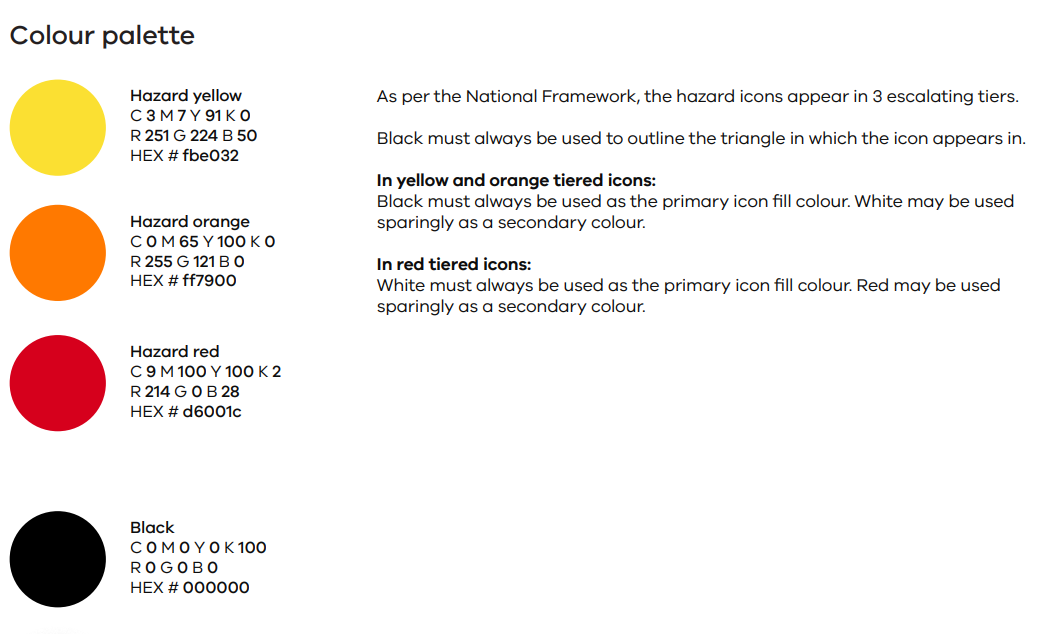 Colour palette
Hazard yellow
C 3 M 7 Y 91 K 0
R 251 G 224 B 50
HEX # fbe032
Hazard orange
C 0 M 65 Y 100 K 0
R 255 G 121 B 0
HEX # ff7900
Hazard red
C 9 M 100 Y 100 K 2
R 214 G 0 B 28
HEX # d6001c
Black
C 0 M 0 Y 0 K 100
R 0 G 0 B 0
HEX # 000000
As per the National Framework, the hazard icons appear in 3 escalating tiers.
Black must always be used to outline the triangle in which the icon appears in.
In yellow and orange tiered icons:
Black must always be used as the primary icon fill colour. White may be used
sparingly as a secondary colour.
In red tiered icons:
White must always be used as the primary icon fill colour. Red may be used
sparingly as a secondary colour.